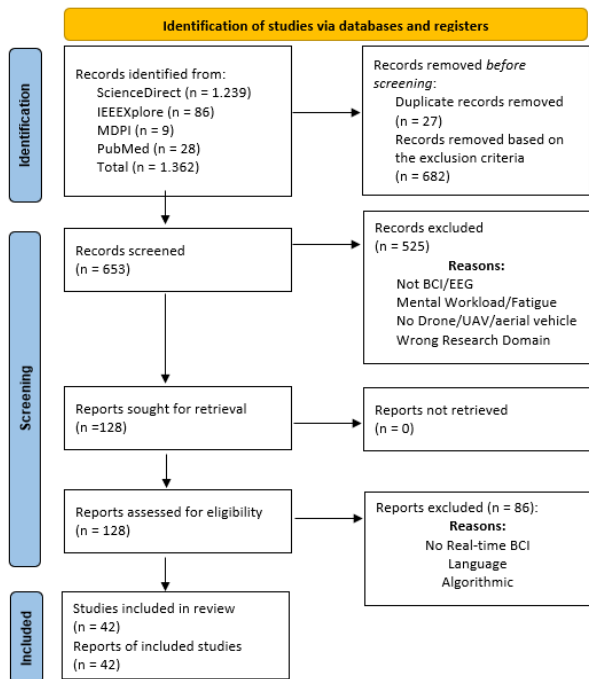 Identification of studies via databases and registers
Identification
Records identified from:
ScienceDirect (n = 1.239)
IEEEXplore (n = 86)
MDPI (n = 9)
PubMed (n = 28)
Total (n = 1.362)
Records removed before
screening:
Duplicate records removed
(n = 27)
Records removed based on
the exclusion criteria
(n = 682)
Screening
Records screened
(n = 653)
Records excluded
(n = 525)
Reasons:
Not BCI/EEG
Mental Workload/Fatigue
No Drone/UAV/aerial vehicle
Wrong Research Domain
Reports sought for retrieval
(n =128)
Reports not retrieved
(n = 0)
Reports assessed for eligibility
(n = 128)
Reports excluded (n = 86):
Reasons:
No Real-time BCI
Language
Algorithmic
Included
Studies included in review
(n = 42)
Reports of included studies
(n = 42)